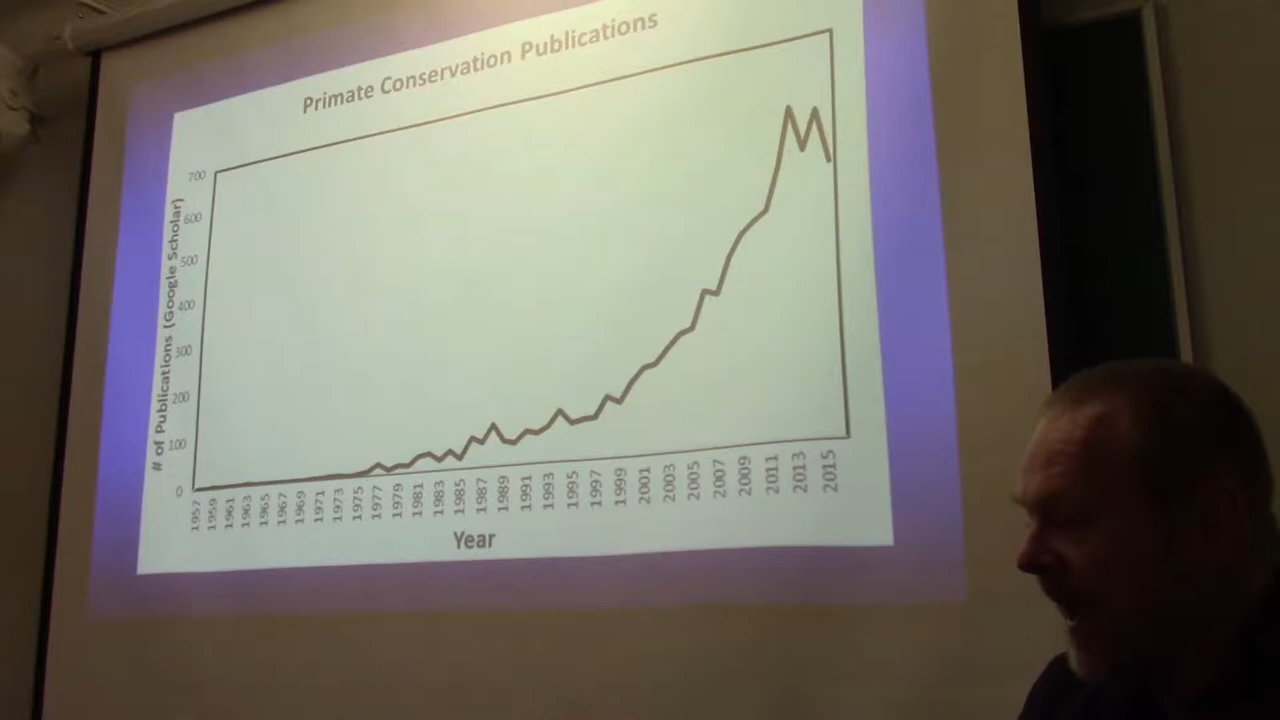 Primate Conservation Publications
# of Publications (Google Scholar)
700
600
500
400
300
200
100
0
1957 1959 1961 1963 1965 1967 1969 1971 1973 1975 1977 1979 1981 1983 1985 1987 1989 1991 1993 1995 1997 1999 2001 2003 2005 2007 2009 2011 2013 2015
Year